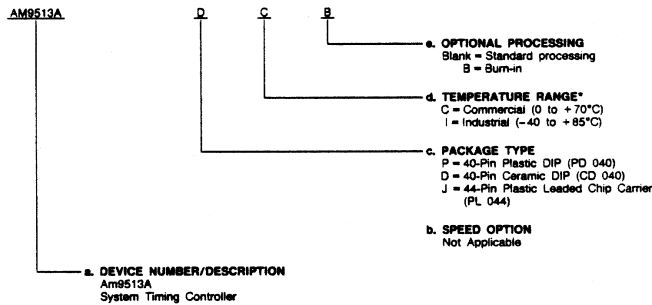 AM9513A D C B
e. OPTIONAL PROCESSING
Blank = Standard processing
B = Burn-in
d. TEMPERATURE RANGE*
C = Commercial (0 to +70°C)
I = Industrial (-40 to +85°C)
c. PACKAGE TYPE
P = 40-Pin Plastic DIP (PD 040)
D = 40-Pin Ceramic DIP (CD 040)
J = 44-Pin Plastic Leaded Chip Carrier
(PL 044)
b. SPEED OPTION
Not Applicable
a. DEVICE NUMBER/DESCRIPTION
Am9513A
System Timing Controller